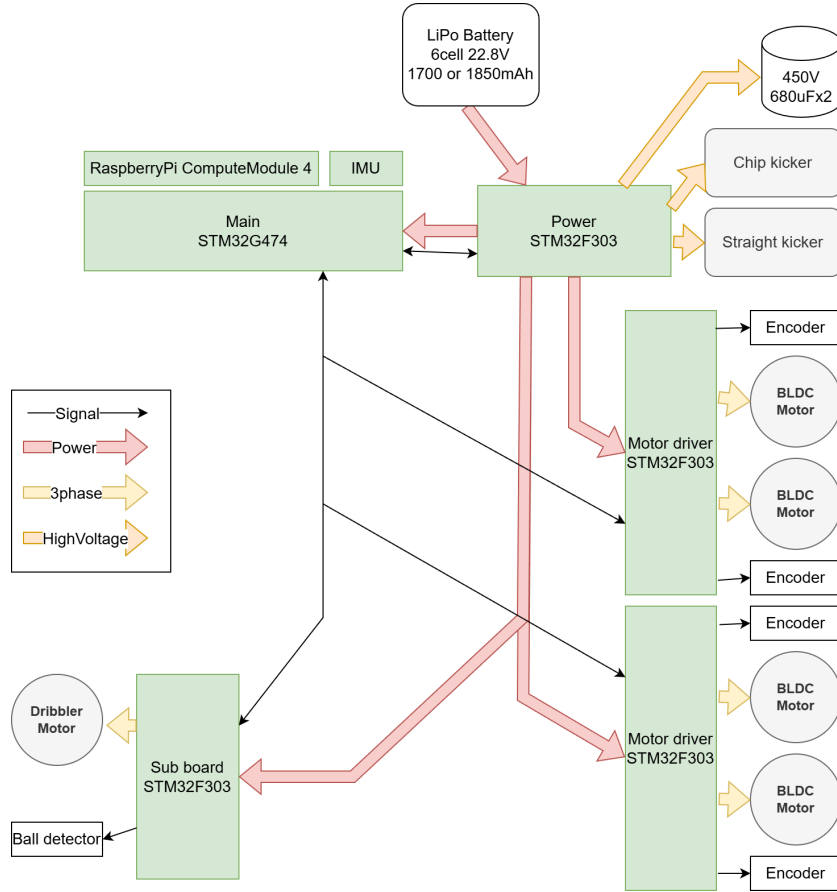 LiPo Battery
6cell 22.8V
1700 or 1850mAh
450V
680uFx2
RaspberryPi ComputeModule 4
IMU
Chip kicker
Main
STM32G474
Power
STM32F303
Straight kicker
Encoder
BLDC
Motor
Signal
Power
3phase
HighVoltage
Motor driver
STM32F303
BLDC
Motor
Encoder
Encoder
BLDC
Motor
Dribbler
Motor
Sub board
STM32F303
Motor driver
STM32F303
BLDC
Motor
Ball detector
Encoder